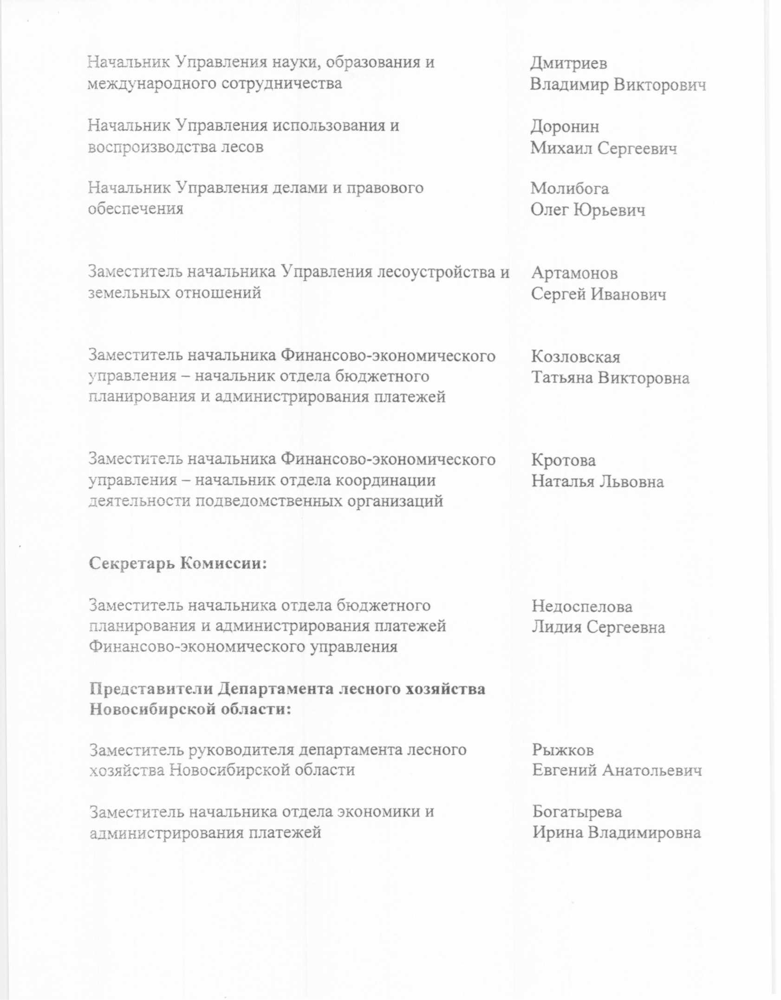 Начальник Управления науки, образования и
международного сотрудничества
Дмитриев
Владимир Викторович
Начальник Управления использования и
воспроизводства лесов
Доронин
Михаил Сергеевич
Начальник Управления делами и правового
обеспечения
Молибога
Олег Юрьевич
Заместитель начальника Управления лесоустройства и
земельных отношений
Артамонов
Сергей Иванович
Заместитель начальника Финансово-экономического
управления – начальник отдела бюджетного
планирования и администрирования платежей
Козловская
Татьяна Викторовна
Заместитель начальника Финансово-экономического
управления – начальник отдела координации
деятельности подведомственных организаций
Кротова
Наталья Львовна
Секретарь Комиссии:
Заместитель начальника отдела бюджетного
планирования и администрирования платежей
Финансово-экономического управления
Недоспелова
Лидия Сергеевна
Представители Департамента лесного хозяйства
Новосибирской области:
Заместитель руководителя департамента лесного
хозяйства Новосибирской области
Рыжков
Евгений Анатольевич
Заместитель начальника отдела экономики и
администрирования платежей
Богатырева
Ирина Владимировна